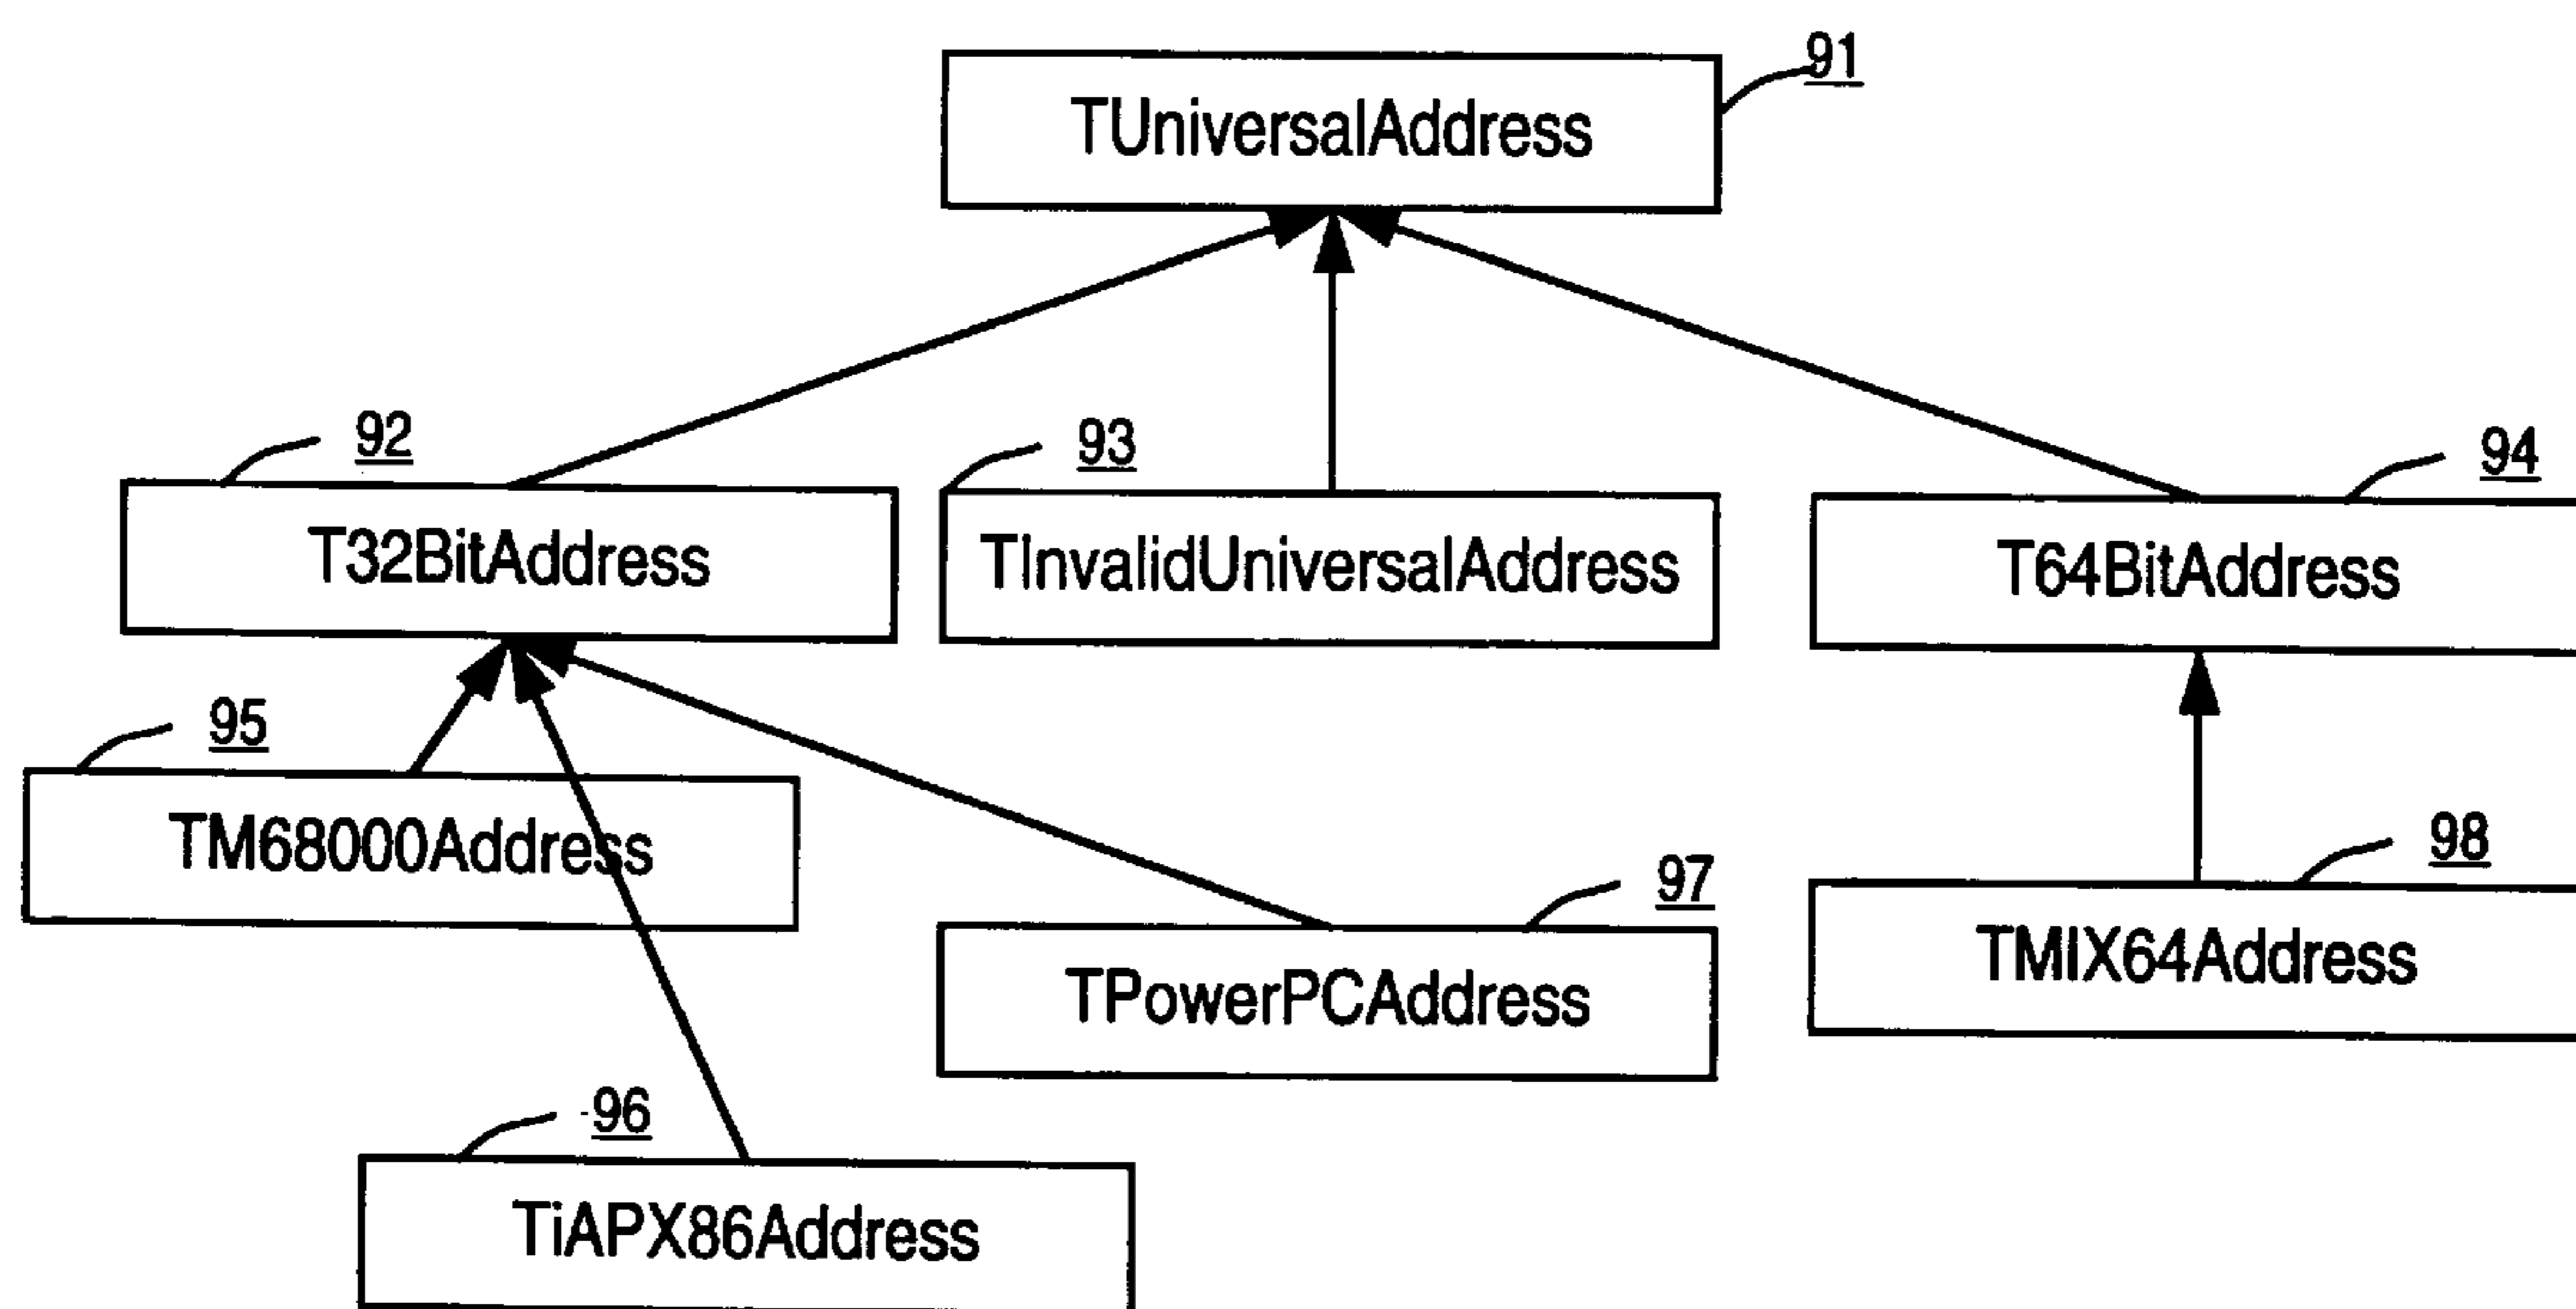 91
TUniversalAddress
92
93
94
T32BitAddress
TInvalidUniversalAddress
T64BitAddress
95
TM68000Address
97
98
TPowerPCAddress
TMIX64Address
96
TiAPX86Address